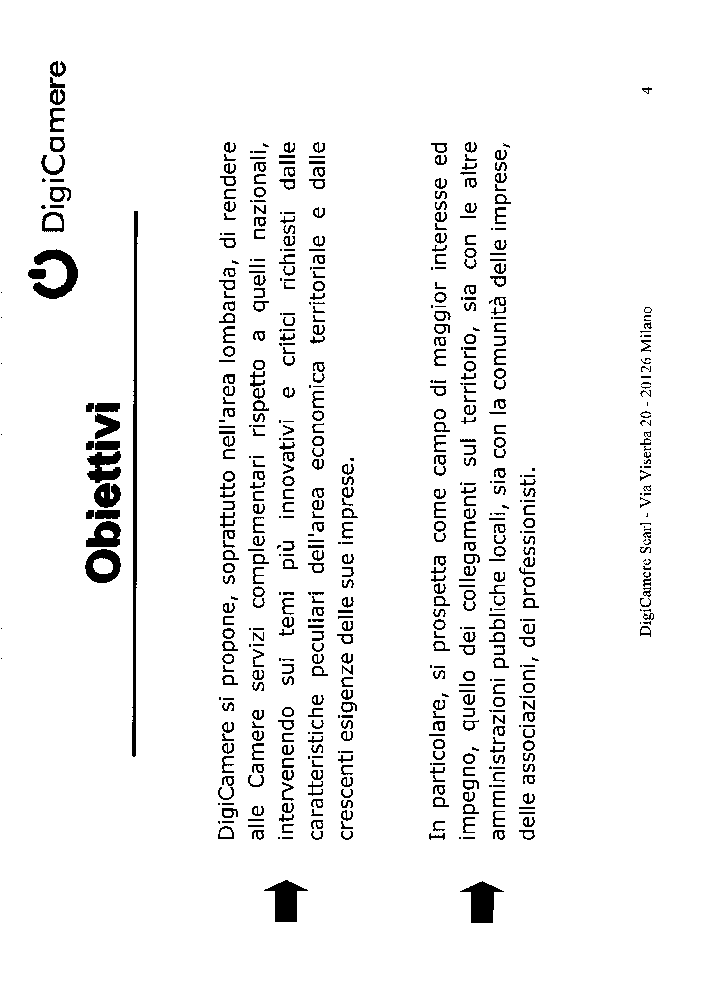 DigiCamere
Obiettivi
DigiCamere si propone, soprattutto nell'area lombarda, di rendere
alle Camere servizi complementari rispetto a quelli nazionali,
intervenendo sui temi più innovativi e critici richiesti dalle
caratteristiche peculiari dell'area economica territoriale e dalle
crescenti esigenze delle sue imprese.
In particolare, si prospetta come campo di maggior interesse ed
impegno, quello dei collegamenti sul territorio, sia con le altre
amministrazioni pubbliche locali, sia con la comunità delle imprese,
delle associazioni, dei professionisti.
DigiCamere Scarl - Via Viserba 20 - 20126 Milano
4